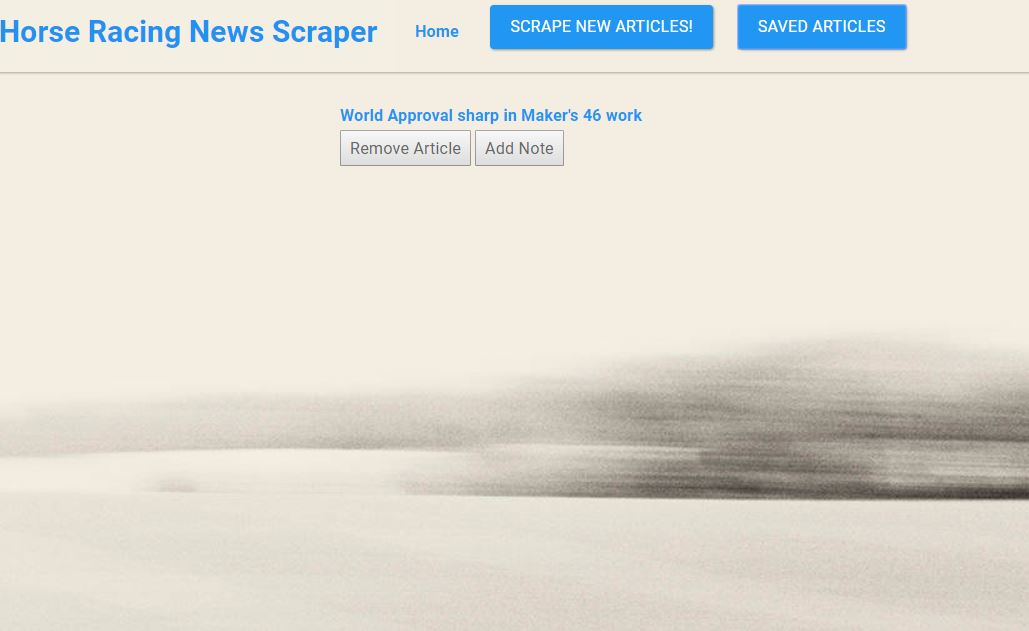 Horse Racing News Scraper Home SCRAPE NEW ARTICLES! SAVED ARTICLES
World Approval sharp in Maker's 46 work
Remove Article Add Note